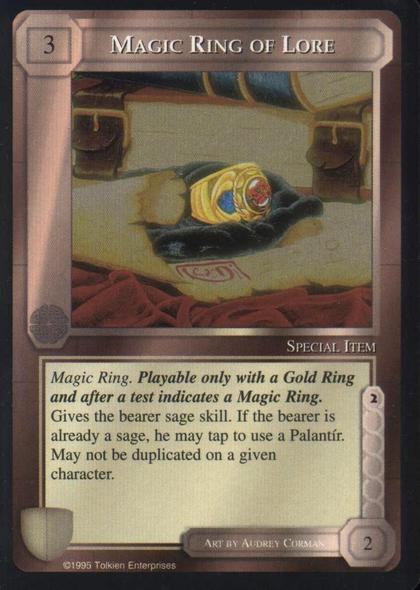 3
MAGIC RING OF LORE
SPECIAL ITEM
Magic Ring. Playable only with a Gold Ring
and after a test indicates a Magic Ring.
Gives the bearer sage skill. If the bearer is
already a sage, he may tap to use a Palantír.
May not be duplicated on a given
character.
2
ART BY AUDREY CORMAN
2
©1995 Tolkien Enterprises